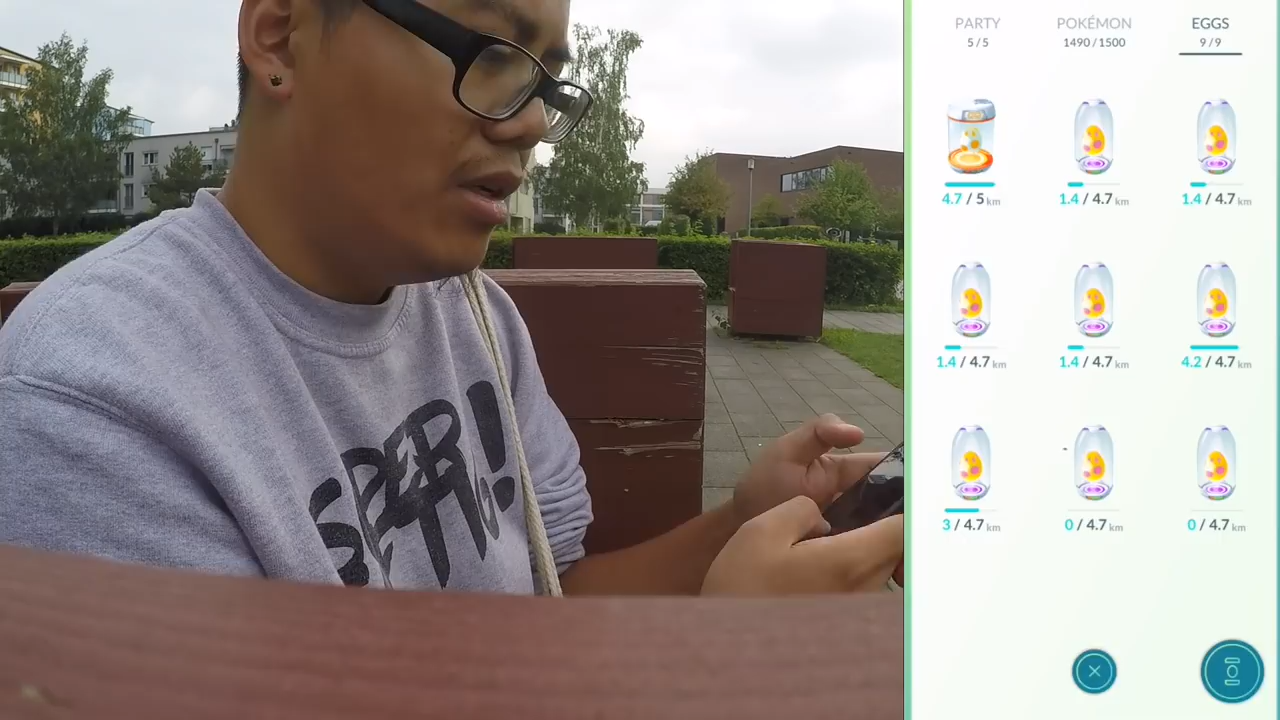 PARTY
5/5
POKÉMON
1490/1500
EGGS
9/9
4.7 / 5 km
1.4 / 4.7 km
1.4 / 4.7 km
1.4 / 4.7 km
1.4 / 4.7 km
4.2 / 4.7 km
3 / 4.7 km
0 / 4.7 km
0 / 4.7 km